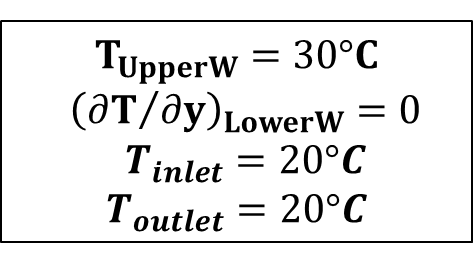 T_UpperW = 30°C
(∂T/∂y)_LowerW = 0
T_inlet = 20°C
T_outlet = 20°C